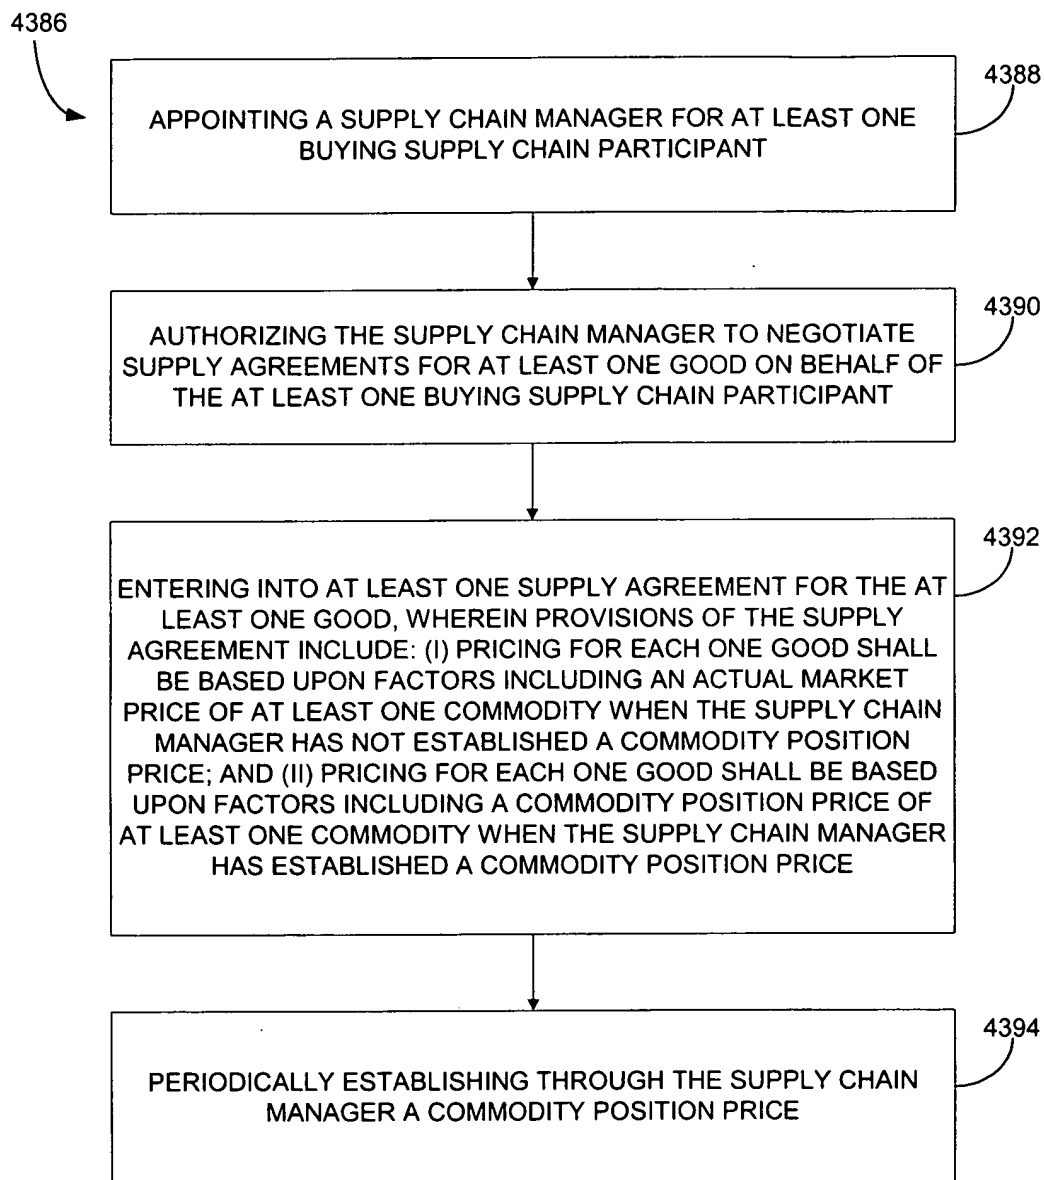 4386
4388
APPOINTING A SUPPLY CHAIN MANAGER FOR AT LEAST ONE
BUYING SUPPLY CHAIN PARTICIPANT
4390
AUTHORIZING THE SUPPLY CHAIN MANAGER TO NEGOTIATE
SUPPLY AGREEMENTS FOR AT LEAST ONE GOOD ON BEHALF OF
THE AT LEAST ONE BUYING SUPPLY CHAIN PARTICIPANT
4392
ENTERING INTO AT LEAST ONE SUPPLY AGREEMENT FOR THE AT
LEAST ONE GOOD, WHEREIN PROVISIONS OF THE SUPPLY
AGREEMENT INCLUDE: (I) PRICING FOR EACH ONE GOOD SHALL
BE BASED UPON FACTORS INCLUDING AN ACTUAL MARKET
PRICE OF AT LEAST ONE COMMODITY WHEN THE SUPPLY CHAIN
MANAGER HAS NOT ESTABLISHED A COMMODITY POSITION
PRICE; AND (II) PRICING FOR EACH ONE GOOD SHALL BE BASED
UPON FACTORS INCLUDING A COMMODITY POSITION PRICE OF
AT LEAST ONE COMMODITY WHEN THE SUPPLY CHAIN MANAGER
HAS ESTABLISHED A COMMODITY POSITION PRICE
4394
PERIODICALLY ESTABLISHING THROUGH THE SUPPLY CHAIN
MANAGER A COMMODITY POSITION PRICE